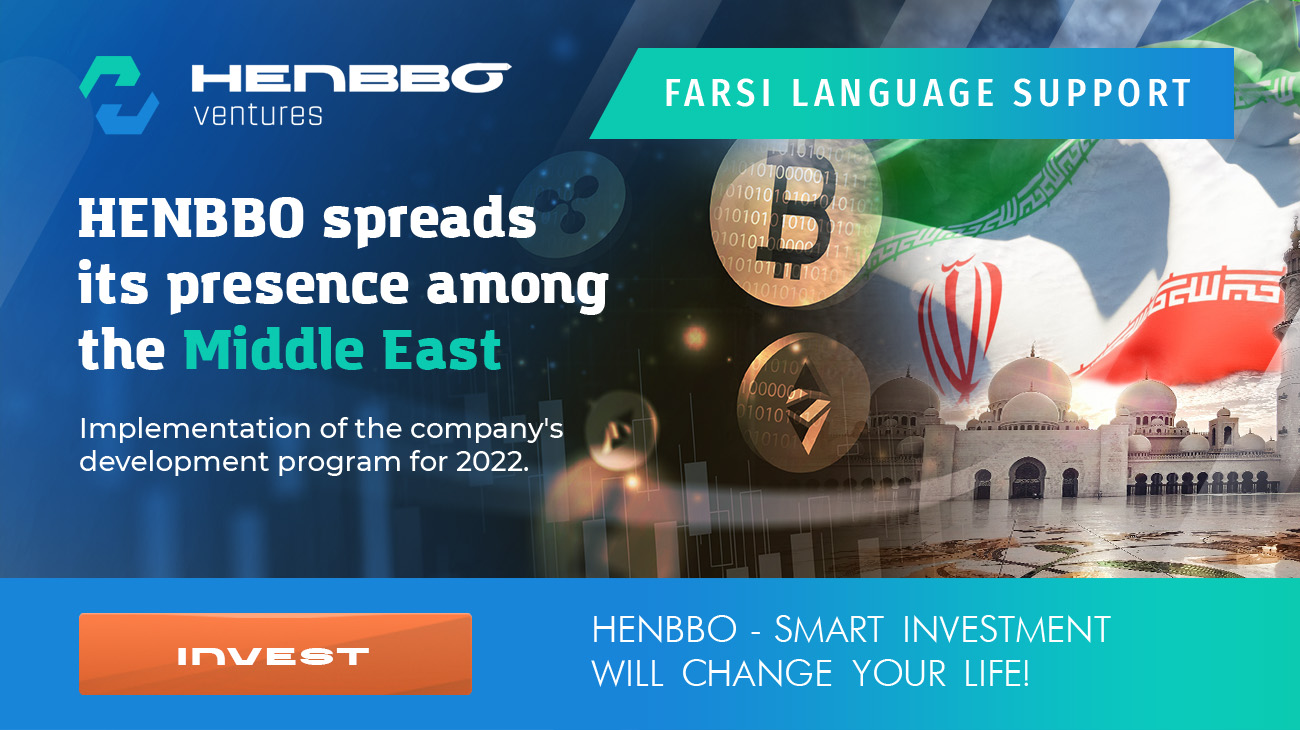 HENBBO
ventures
FARSI LANGUAGE SUPPORT
HENBBO spreads
its presence among
the Middle East
Implementation of the company's
development program for 2022.
INVEST
HENBBO - SMART INVESTMENT
WILL CHANGE YOUR LIFE!